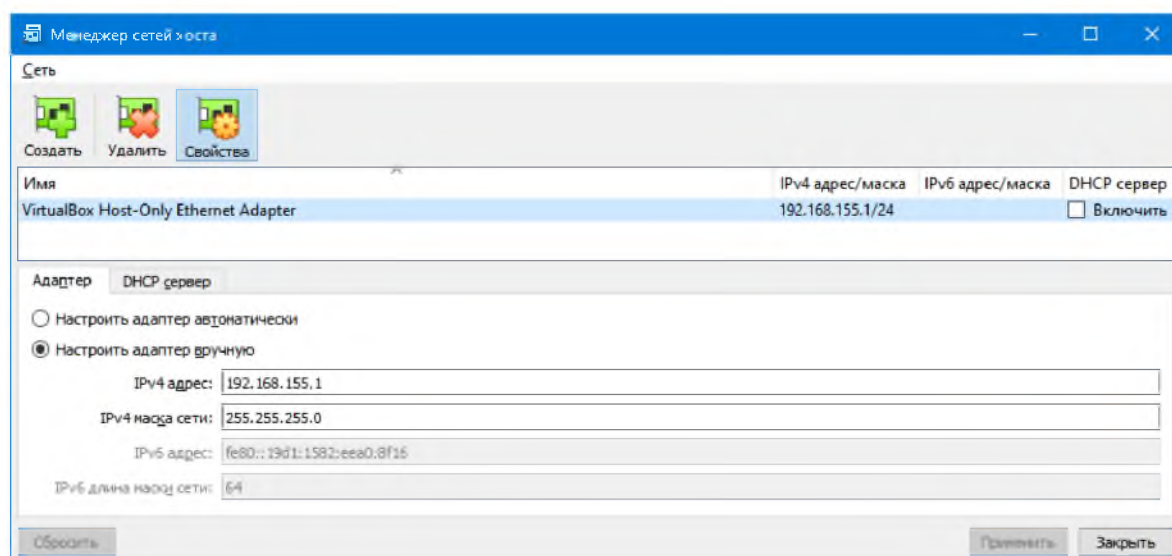 Менеджер сетей хоста
Сеть
Создать Удалить Свойства
Имя IPv4 адрес/маска IPv6 адрес/маска DHCP сервер
VirtualBox Host-Only Ethernet Adapter 192.168.155.1/24 Включить
Адаптер DHCP сервер
Настроить адаптер автоматически
Настроить адаптер вручную
IPv4 адрес: 192.168.155.1
IPv4 маска сети: 255.255.255.0
IPv6 адрес: fe80::19d1:1582:eea0:8f16
IPv6 длина маски сети: 64
Сбросить Применить Закрыть